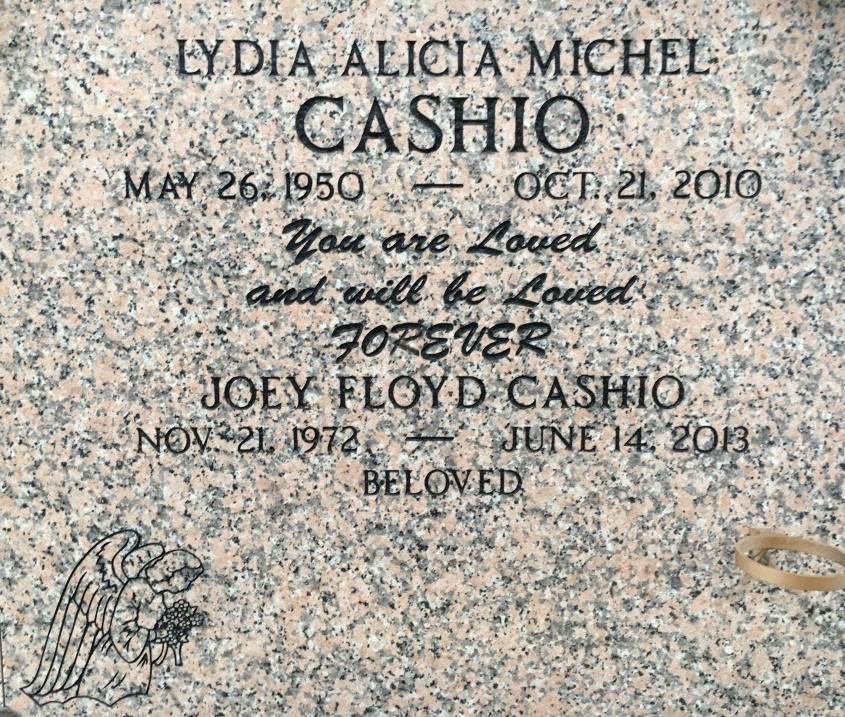 LYDIA ALICIA MICHEL
CASHIO
MAY 26, 1950 — OCT. 21, 2010
You are Loved
and will be Loved
FOREVER
JOEY FLOYD CASHIO
NOV. 21, 1972 — JUNE 14, 2013
BELOVED